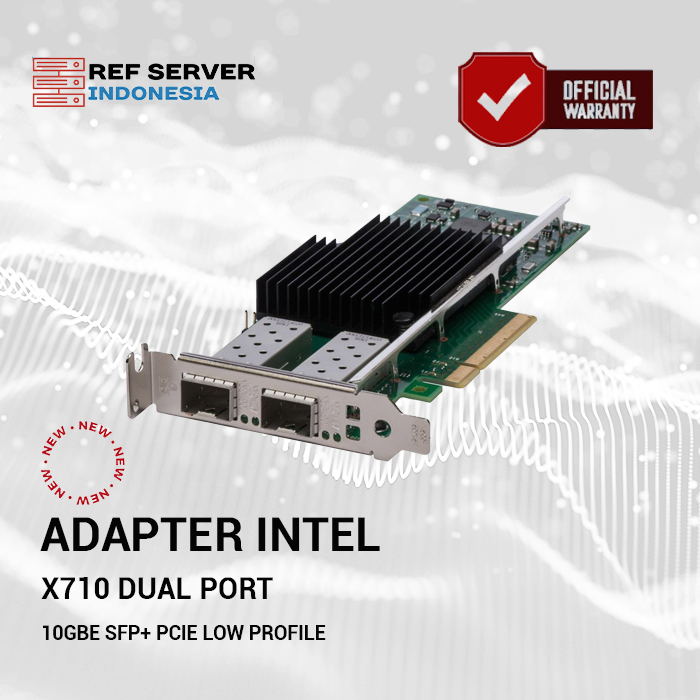 REF SERVER
INDONESIA
OFFICIAL
WARRANTY
NEW • NEW • NEW • NEW • NEW •
ADAPTER INTEL
X710 DUAL PORT
10GBE SFP+ PCIE LOW PROFILE